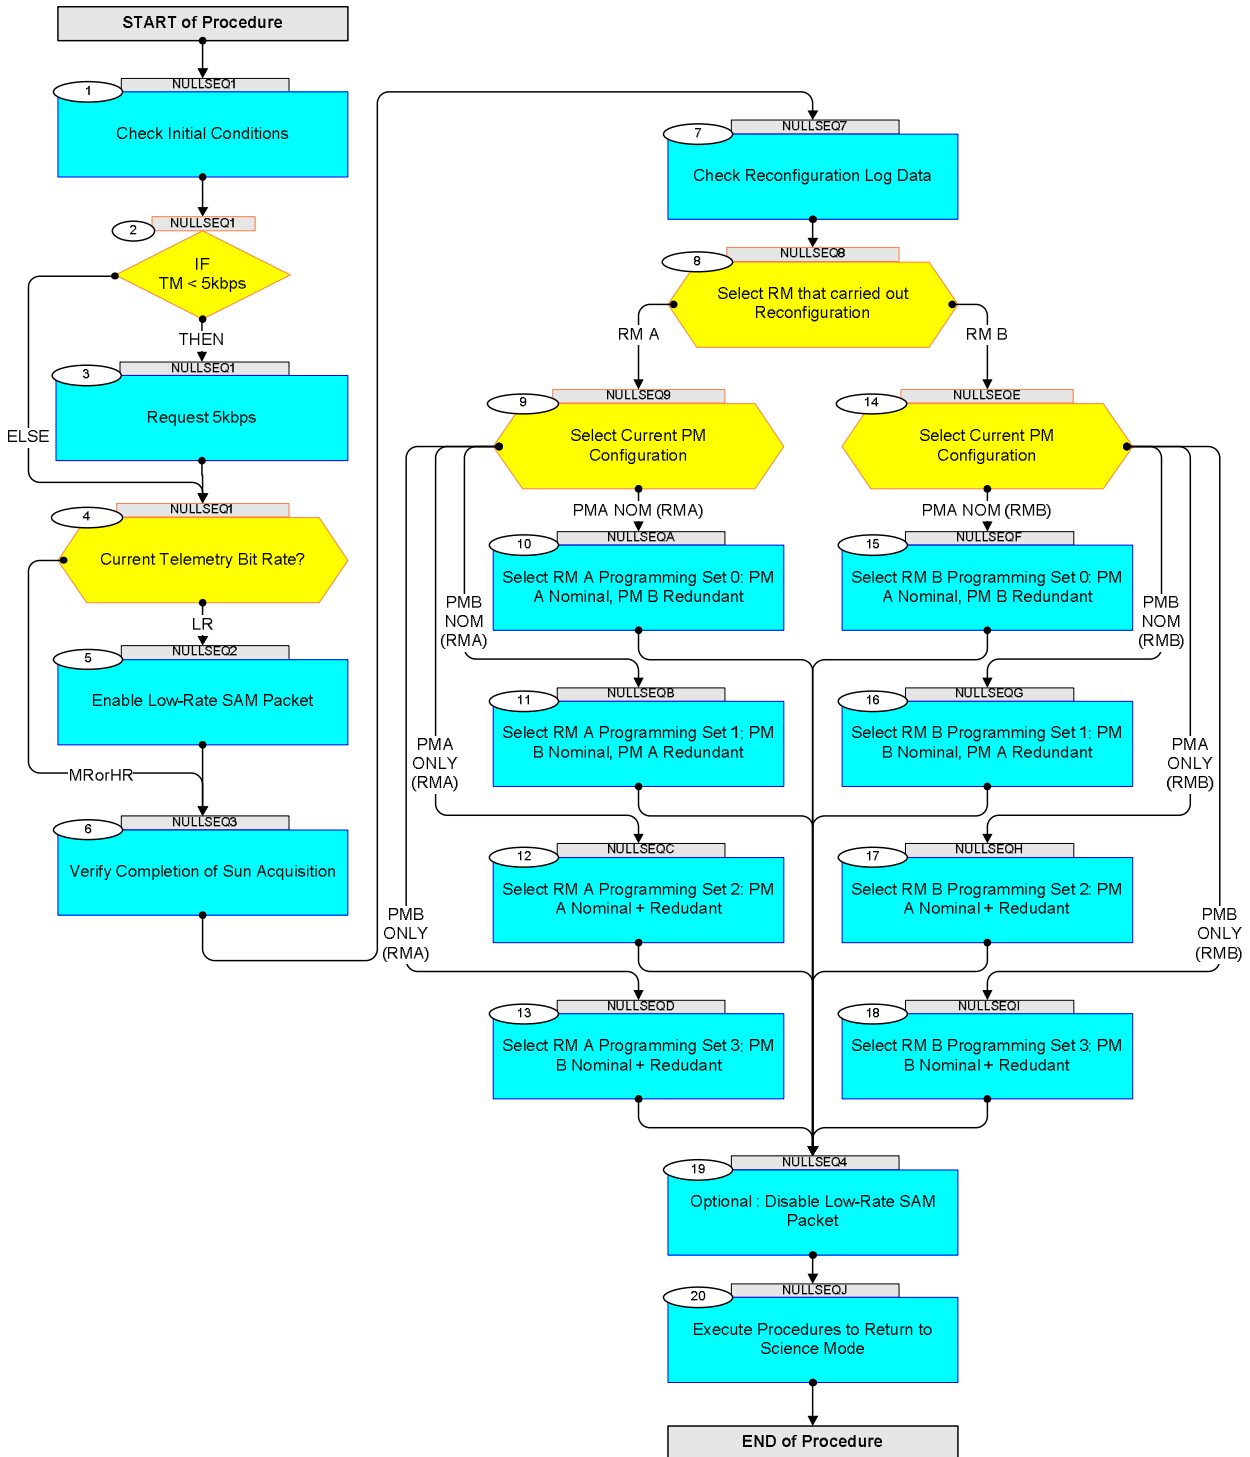 START of Procedure
NULLSEQ1
1
Check Initial Conditions
NULLSEQ1
2
IF
TM < 5kbps
THEN
ELSE
NULLSEQ1
3
Request 5kbps
NULLSEQ1
4
Current Telemetry Bit Rate?
LR
NULLSEQ2
5
Enable Low-Rate SAM Packet
MRorHR
NULLSEQ3
6
Verify Completion of Sun Acquisition
NULLSEQ7
7
Check Reconfiguration Log Data
NULLSEQ8
8
Select RM that carried out
Reconfiguration
RM A
RM B
NULLSEQ9
9
Select Current PM
Configuration
PMA NOM (RMA)
PMB
NOM
(RMA)
PMA
ONLY
(RMA)
PMB
ONLY
(RMA)
NULLSEQA
10
Select RM A Programming Set 0: PM
A Nominal, PM B Redundant
NULLSEQB
11
Select RM A Programming Set 1: PM
B Nominal, PM A Redundant
NULLSEQC
12
Select RM A Programming Set 2: PM
A Nominal + Redudant
NULLSEQD
13
Select RM A Programming Set 3: PM
B Nominal + Redudant
NULLSEQE
14
Select Current PM
Configuration
PMA NOM (RMB)
PMB
NOM
(RMB)
PMA
ONLY
(RMB)
PMB
ONLY
(RMB)
NULLSEQF
15
Select RM B Programming Set 0: PM
A Nominal, PM B Redundant
NULLSEQG
16
Select RM B Programming Set 1: PM
B Nominal, PM A Redundant
NULLSEQH
17
Select RM B Programming Set 2: PM
A Nominal + Redudant
NULLSEQI
18
Select RM B Programming Set 3: PM
B Nominal + Redudant
NULLSEQ4
19
Optional : Disable Low-Rate SAM
Packet
NULLSEQJ
20
Execute Procedures to Return to
Science Mode
END of Procedure